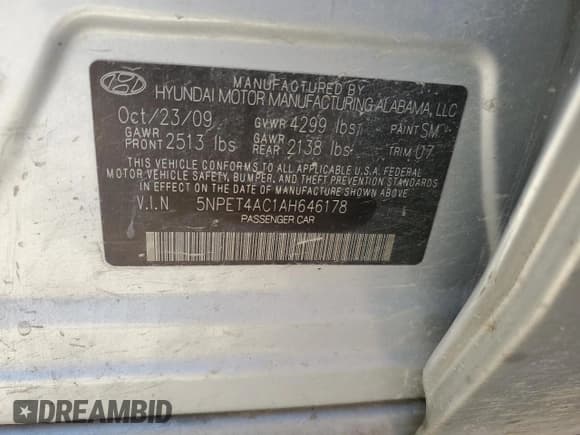 MANUFACTURED BY
HYUNDAI MOTOR MANUFACTURING ALABAMA, LLC
Oct/23/09 GVWR 4299 lbs PAINT SM
GAWR FRONT 2513 lbs GAWR REAR 2138 lbs TRIM 07
THIS VEHICLE CONFORMS TO ALL APPLICABLE U.S.A. FEDERAL
MOTOR VEHICLE SAFETY, BUMPER, AND THEFT PREVENTION STANDARDS
IN EFFECT ON THE DATE OF MANUFACTURE SHOWN ABOVE
V.I.N 5NPET4AC1AH646178
PASSENGER CAR
DREAMBID